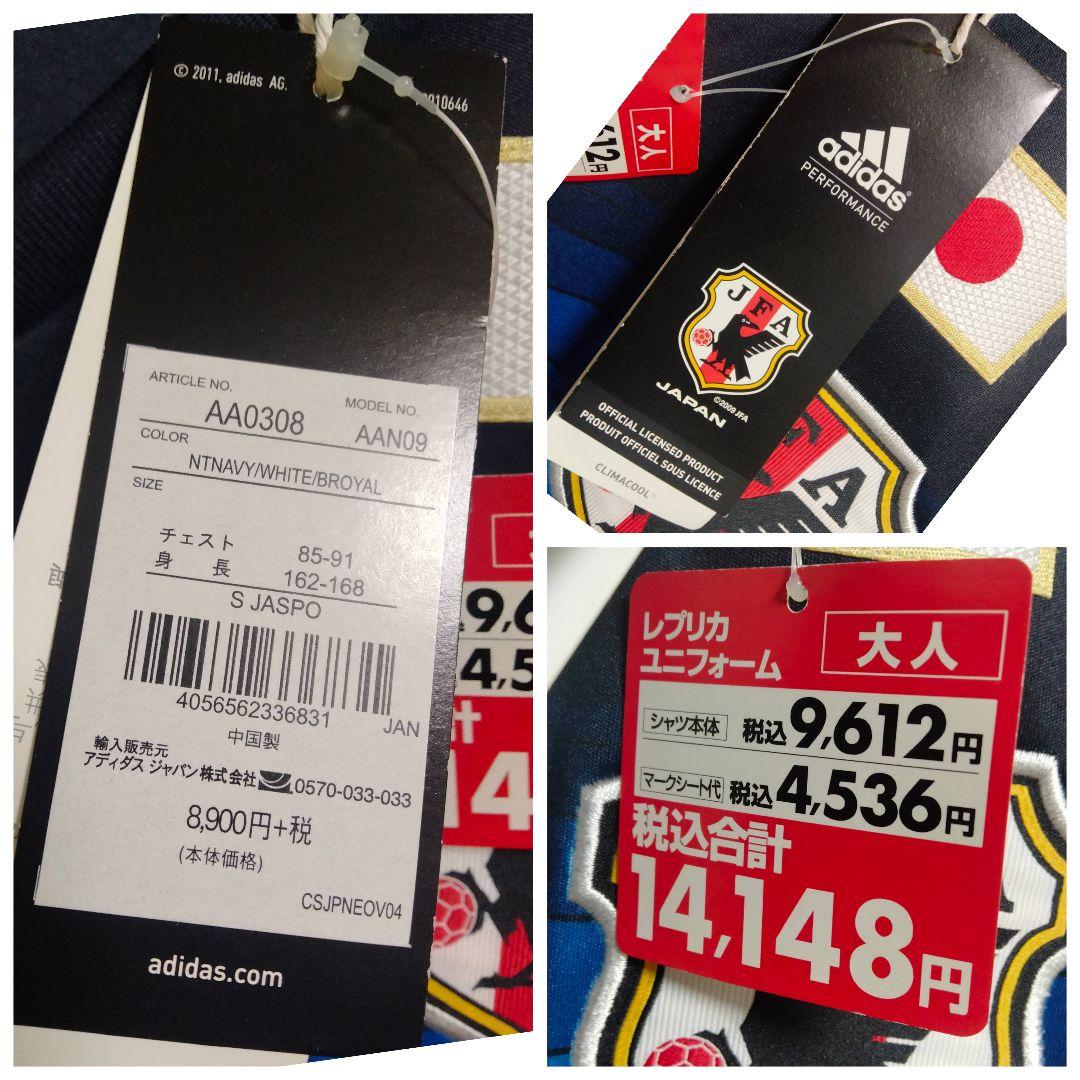 © 2011, adidas AG.
ARTICLE NO.
MODEL NO.
AA0308
AAN09
COLOR
NTNAVY/WHITE/BROYAL
SIZE
チェスト 85-91
身 長 162-168
S JASPO
4056562336831
JAN
中国製
輸入販売元
アディダス ジャパン株式会社
0570-033-033
8,900円+税
(本体価格)
CSJPNEOV04
adidas.com
大人
612円
adidas
PERFORMANCE
JFA
©2009 JFA
JAPAN
OFFICIAL LICENSED PRODUCT
PRODUIT OFFICIEL SOUS LICENCE
CLIMACOOL®
レプリカ
ユニフォーム
大人
シャツ本体 税込9,612円
マークシート代 税込4,536円
税込合計
14,148円